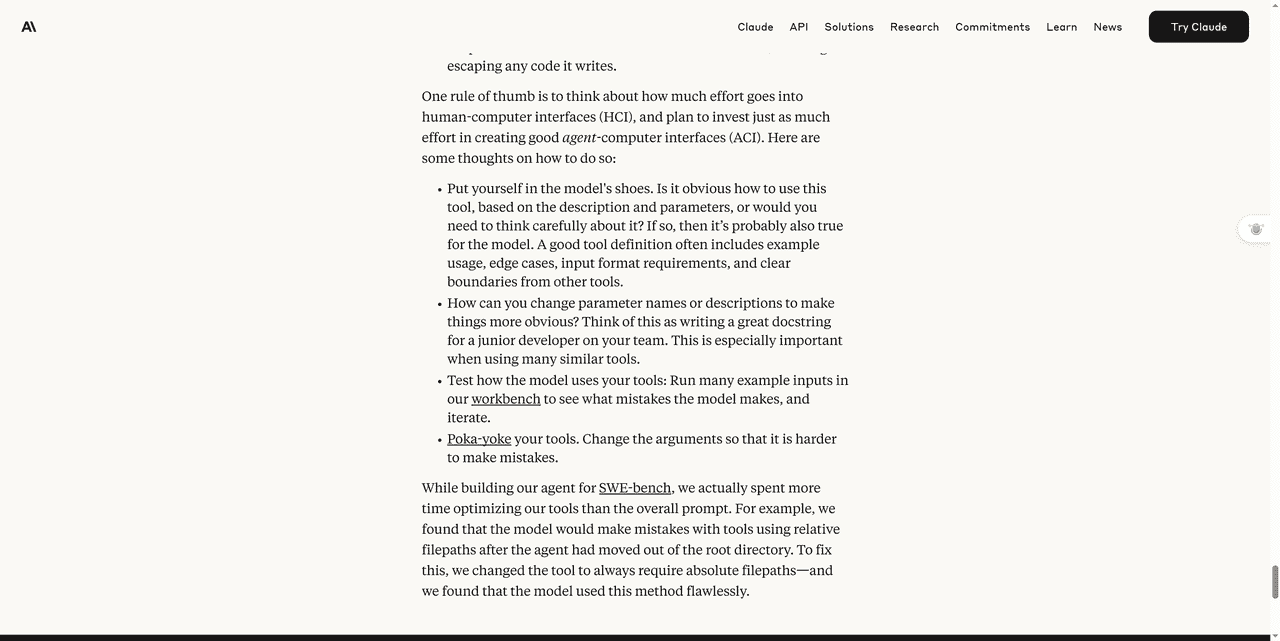 Claude API Solutions Research Commitments Learn News Try Claude
escaping any code it writes.
One rule of thumb is to think about how much effort goes into
human-computer interfaces (HCI), and plan to invest just as much
effort in creating good agent-computer interfaces (ACI). Here are
some thoughts on how to do so:
• Put yourself in the model's shoes. Is it obvious how to use this
tool, based on the description and parameters, or would you
need to think carefully about it? If so, then it’s probably also true
for the model. A good tool definition often includes example
usage, edge cases, input format requirements, and clear
boundaries from other tools.
• How can you change parameter names or descriptions to make
things more obvious? Think of this as writing a great docstring
for a junior developer on your team. This is especially important
when using many similar tools.
• Test how the model uses your tools: Run many example inputs in
our workbench to see what mistakes the model makes, and
iterate.
• Poka-yoke your tools. Change the arguments so that it is harder
to make mistakes.
While building our agent for SWE-bench, we actually spent more
time optimizing our tools than the overall prompt. For example, we
found that the model would make mistakes with tools using relative
filepaths after the agent had moved out of the root directory. To fix
this, we changed the tool to always require absolute filepaths—and
we found that the model used this method flawlessly.